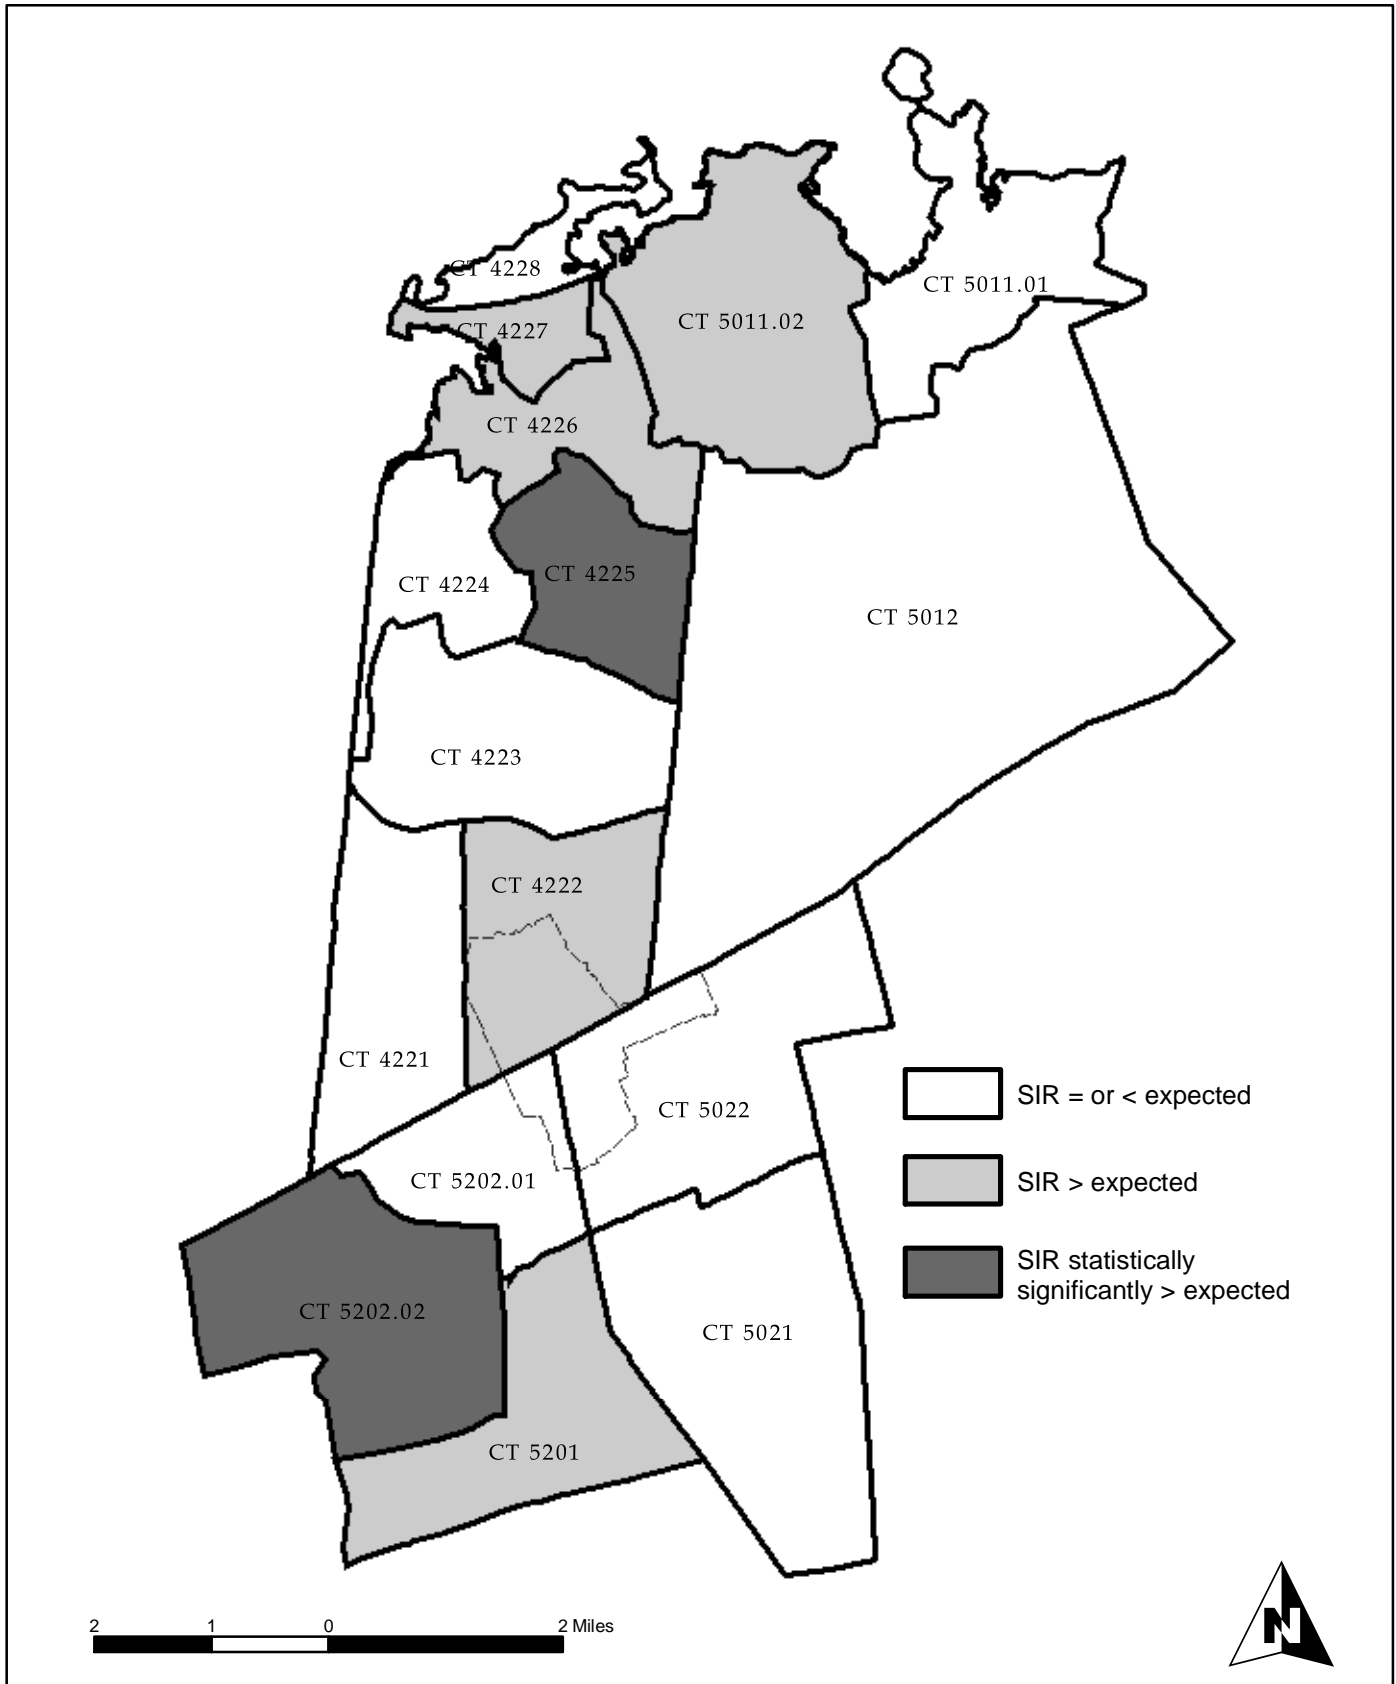 CT 4228
CT 5011.01
CT 5011.02
CT 4227
CT 4226
CT 4225
CT 4224
CT 5012
CT 4223
CT 4222
CT 4221
CT 5022
CT 5202.01
CT 5202.02
CT 5021
CT 5201
SIR = or < expected
SIR > expected
SIR statistically
significantly > expected
2 1 0 2 Miles
N